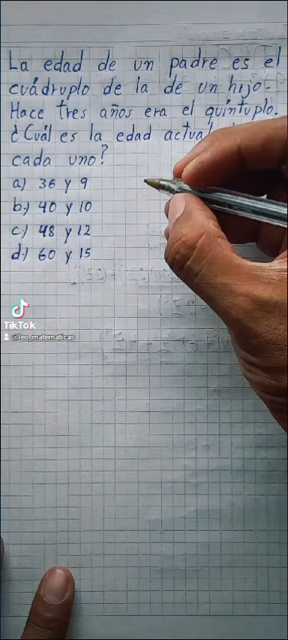 La edad de un padre es el
cuádruplo de la de un hijo.
Hace tres años era el quíntuplo.
¿Cuál es la edad actual
cada uno?
a) 36 y 9
b) 40 y 10
c) 48 y 12
d) 60 y 15
TikTok
@leo_matematicas